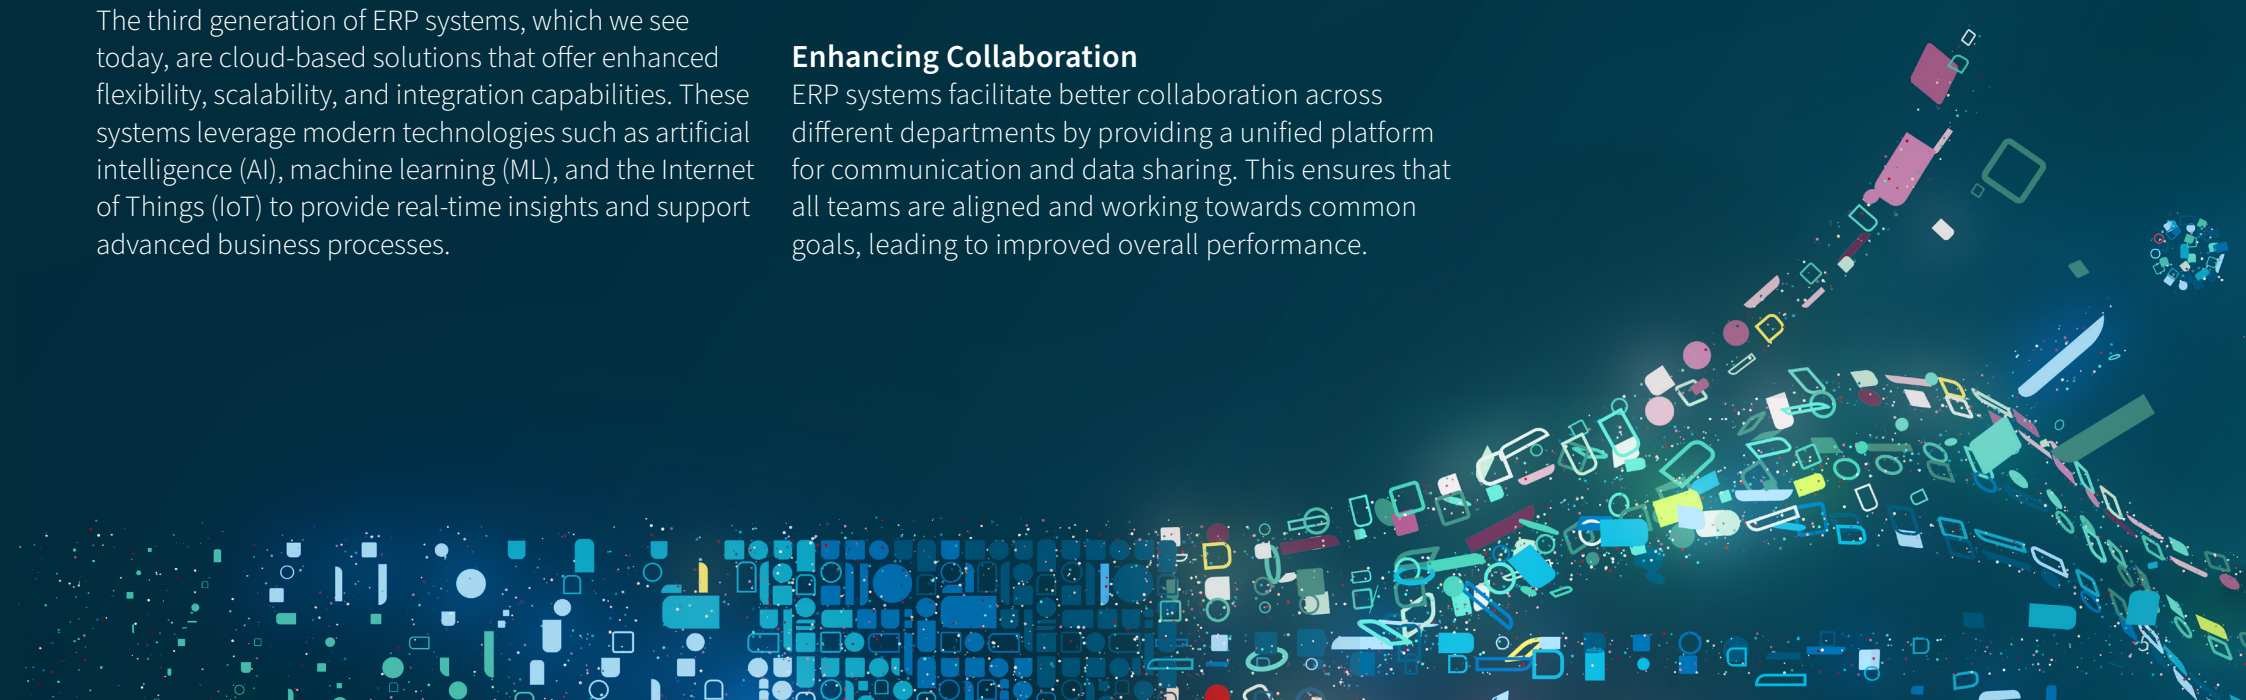 The third generation of ERP systems, which we see
today, are cloud-based solutions that offer enhanced
flexibility, scalability, and integration capabilities. These
systems leverage modern technologies such as artificial
intelligence (AI), machine learning (ML), and the Internet
of Things (IoT) to provide real-time insights and support
advanced business processes.
Enhancing Collaboration
ERP systems facilitate better collaboration across
different departments by providing a unified platform
for communication and data sharing. This ensures that
all teams are aligned and working towards common
goals, leading to improved overall performance.
5